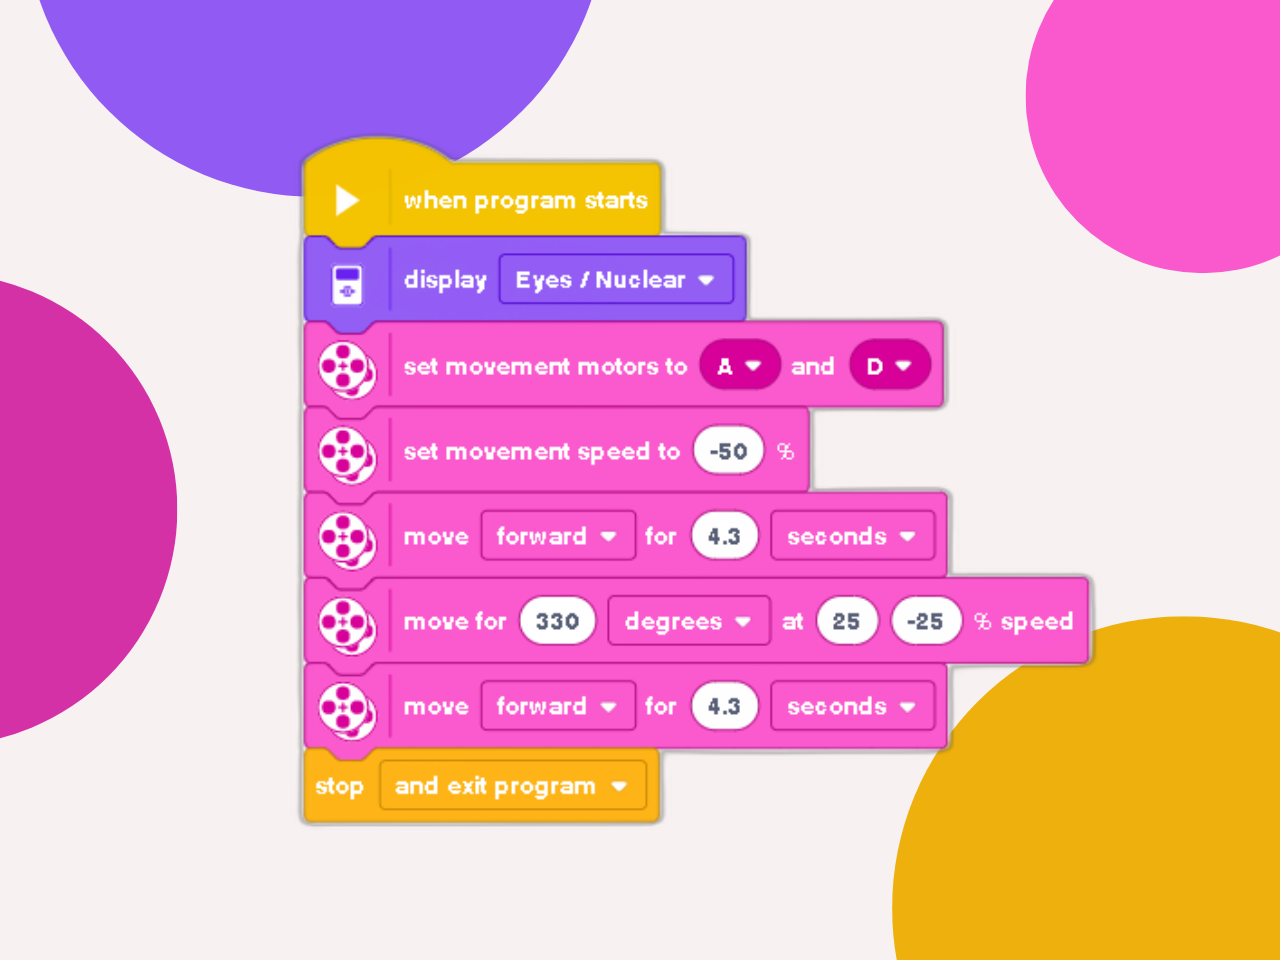 when program starts
display Eyes / Nuclear
set movement motors to A and D
set movement speed to -50 %
move forward for 4.3 seconds
move for 330 degrees at 25 -25 % speed
move forward for 4.3 seconds
stop and exit program